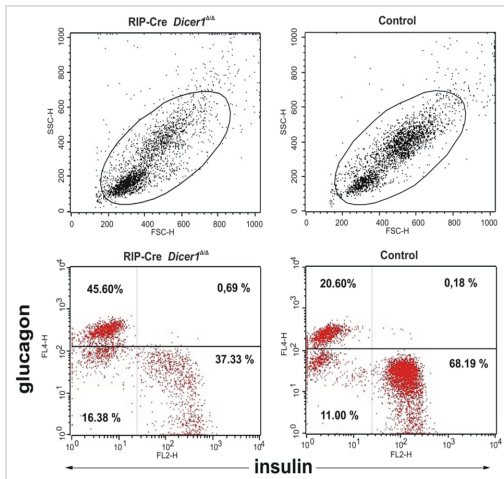 RIP-Cre Dicer1Δ/Δ
Control
SSC-H
1000
800
600
400
200
0
0 200 400 600 800 1000
FSC-H
SSC-H
1000
800
600
400
200
0
0 200 400 600 800 1000
FSC-H
RIP-Cre Dicer1Δ/Δ
Control
glucagon
FL4-H
10⁴
10³
10²
10¹
10⁰
45.60%
0,69 %
37.33 %
16.38 %
10⁰ 10¹ 10² 10³ 10⁴
FL2-H
FL4-H
10⁴
10³
10²
10¹
10⁰
20.60%
0,18 %
68.19 %
11.00 %
10⁰ 10¹ 10² 10³ 10⁴
FL2-H
insulin